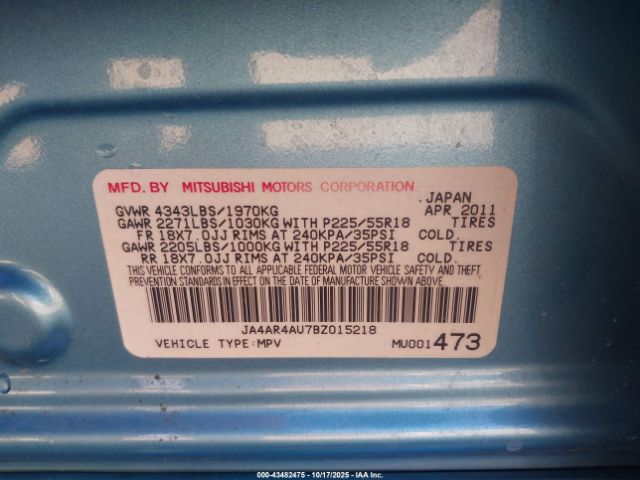 MFD. BY MITSUBISHI MOTORS CORPORATION
GVWR 4343LBS/1970KG JAPAN APR 2011
GAWR 2271LBS/1030KG WITH P225/55R18 TIRES
FR 18X7.0JJ RIMS AT 240KPA/35PSI COLD.
GAWR 2205LBS/1000KG WITH P225/55R18 TIRES
RR 18X7.0JJ RIMS AT 240KPA/35PSI COLD.
THIS VEHICLE CONFORMS TO ALL APPLICABLE FEDERAL MOTOR VEHICLE SAFETY AND THEFT
PREVENTION STANDARDS IN EFFECT ON THE DATE OF MANUFACTURE SHOWN ABOVE.
JA4AR4AU7BZ015218
VEHICLE TYPE:MPV MU001473
000-43482475 - 10/17/2025 - IAAI, Inc.